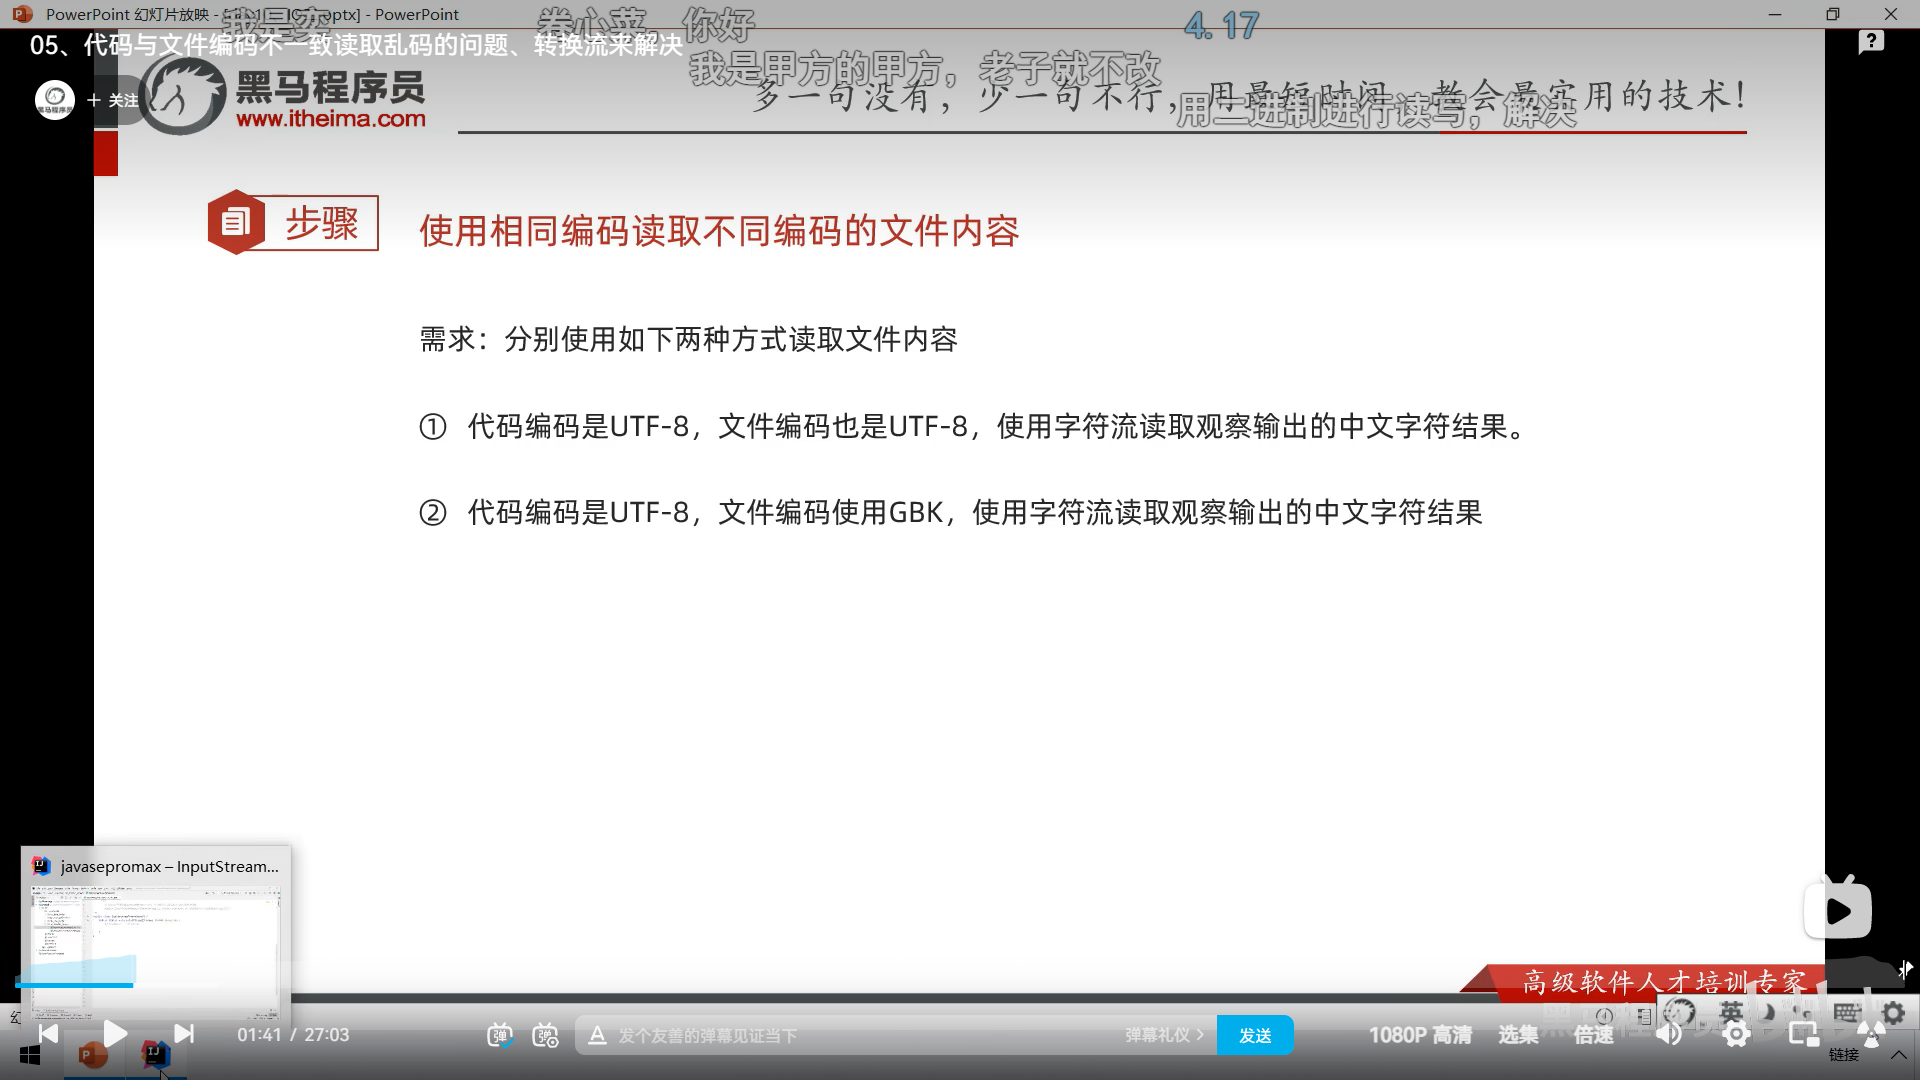 PowerPoint 幻灯片放映 - pptx] - PowerPoint
我是奕
卷心菜，你好
4. 17
05、代码与文件编码不一致读取乱码的问题、转换流来解决
我是甲方的甲方，老子就不改
+ 关注
黑马程序员
www.itheima.com
多一句没有，少一句不行，用最短时间，教会最实用的技术！
用二进制进行读写，解决
步骤
使用相同编码读取不同编码的文件内容
需求：分别使用如下两种方式读取文件内容
① 代码编码是UTF-8，文件编码也是UTF-8，使用字符流读取观察输出的中文字符结果。
② 代码编码是UTF-8，文件编码使用GBK，使用字符流读取观察输出的中文字符结果
javasepromax – InputStream...
高级软件人才培训专家
英
01:41 / 27:03
发个友善的弹幕见证当下
弹幕礼仪 >
发送
1080P 高清
选集
倍速
链接